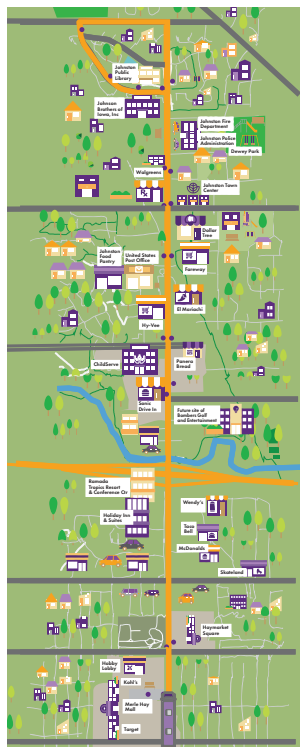 Johnston
Public
Library
Johnson
Brothers of
Iowa, Inc
Johnston Fire
Department
Johnston Police
Administration
Dewey Park
Walgreens
Johnston Town
Center
Dollar
Tree
Johnston
Food
Pantry
United States
Post Office
Fareway
El Mariachi
Hy-Vee
ChildServe
Panera
Bread
Sonic
Drive In
Future site of
Bombers Golf
and Entertainment
Ramada
Tropics Resort
& Conference Ctr
Wendy's
Holiday Inn
& Suites
Taco
Bell
McDonalds
Skateland
Haymarket
Square
Hobby
Lobby
Kohl's
Merle Hay
Mall
Target